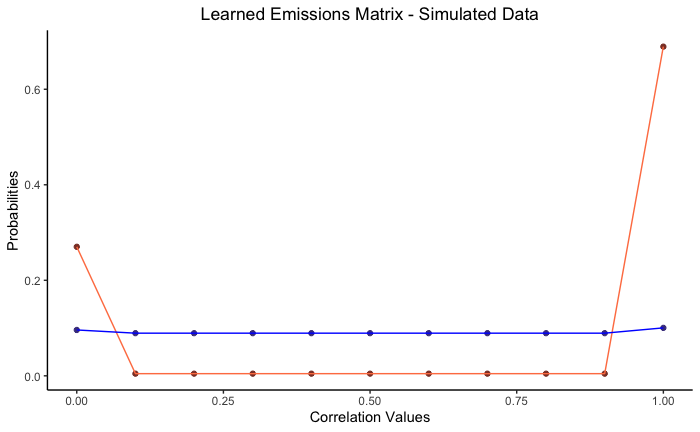 Learned Emissions Matrix - Simulated Data
Probabilities
0.6
0.4
0.2
0.0
0.00 0.25 0.50 0.75 1.00
Correlation Values